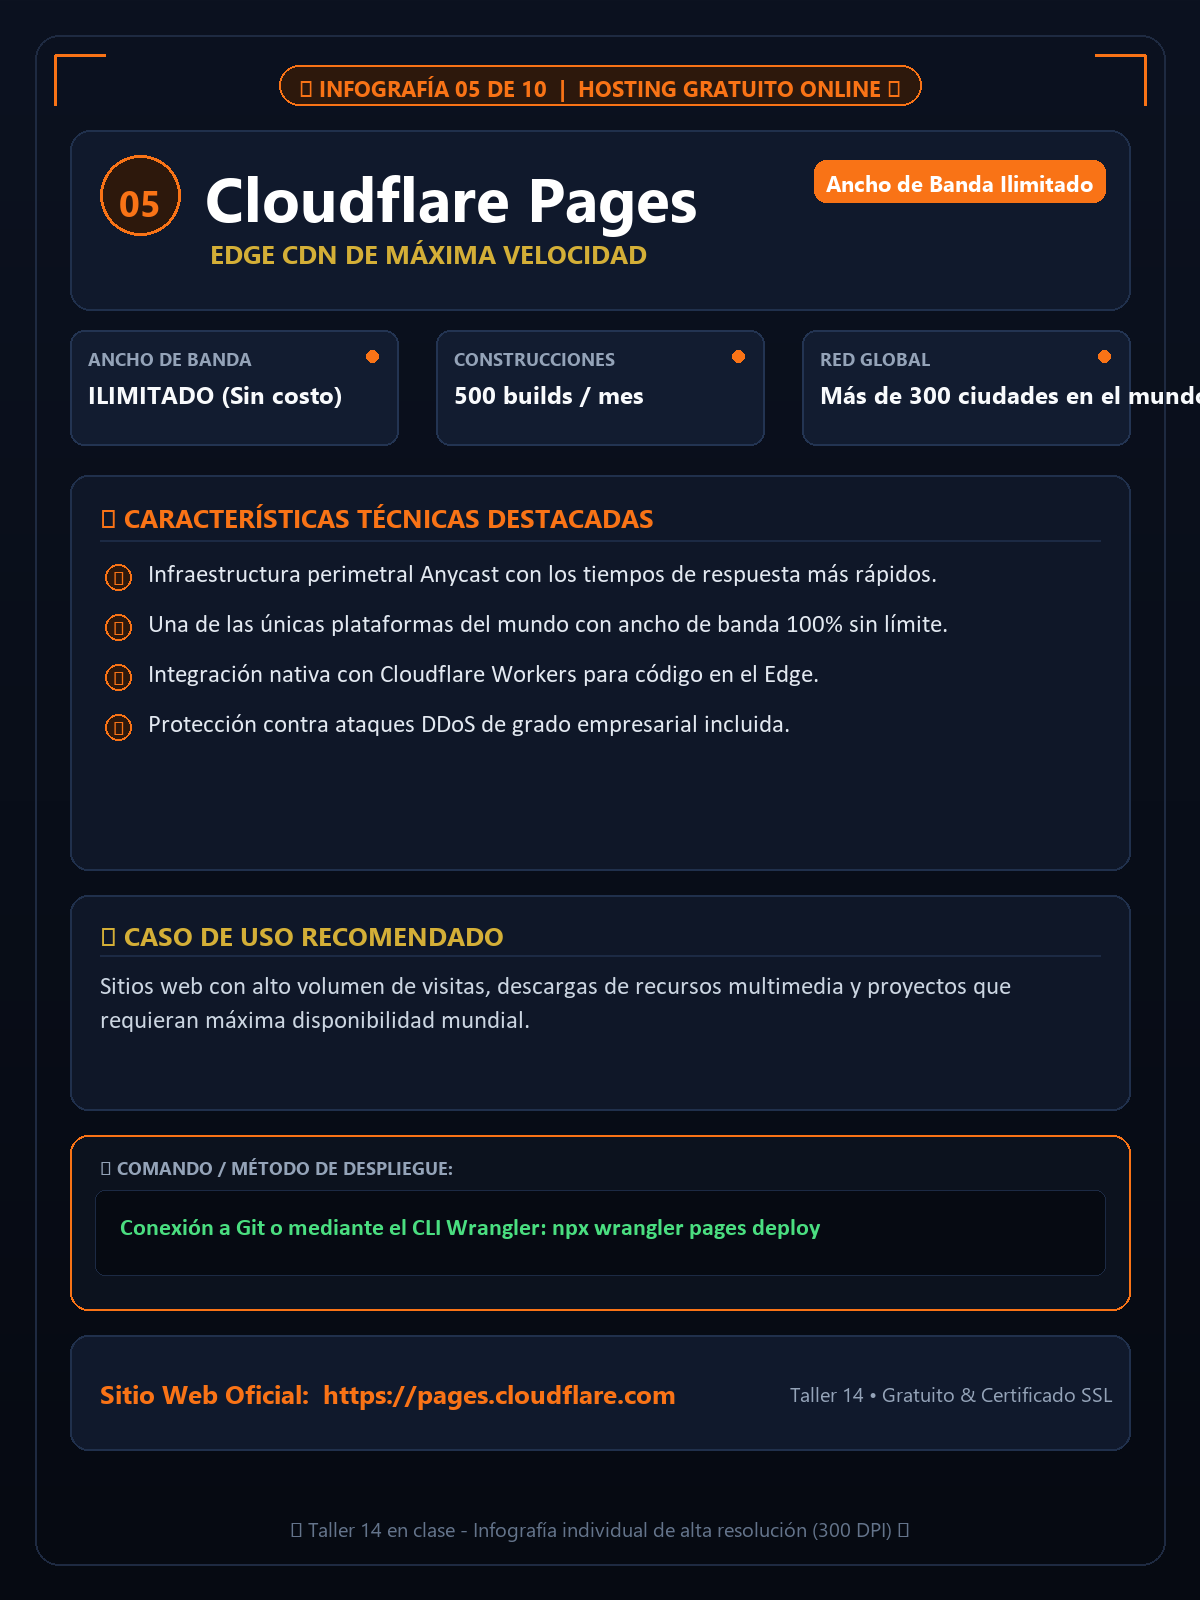 INFOGRAFÍA 05 DE 10 | HOSTING GRATUITO ONLINE
05
Cloudflare Pages
Ancho de Banda Ilimitado
EDGE CDN DE MÁXIMA VELOCIDAD
ANCHO DE BANDA
ILIMITADO (Sin costo)
CONSTRUCCIONES
500 builds / mes
RED GLOBAL
Más de 300 ciudades en el mundo
CARACTERÍSTICAS TÉCNICAS DESTACADAS
Infraestructura perimetral Anycast con los tiempos de respuesta más rápidos.
Una de las únicas plataformas del mundo con ancho de banda 100% sin límite.
Integración nativa con Cloudflare Workers para código en el Edge.
Protección contra ataques DDoS de grado empresarial incluida.
CASO DE USO RECOMENDADO
Sitios web con alto volumen de visitas, descargas de recursos multimedia y proyectos que
requieran máxima disponibilidad mundial.
COMANDO / MÉTODO DE DESPLIEGUE:
Conexión a Git o mediante el CLI Wrangler: npx wrangler pages deploy
Sitio Web Oficial: https://pages.cloudflare.com
Taller 14 • Gratuito & Certificado SSL
Taller 14 en clase - Infografía individual de alta resolución (300 DPI)